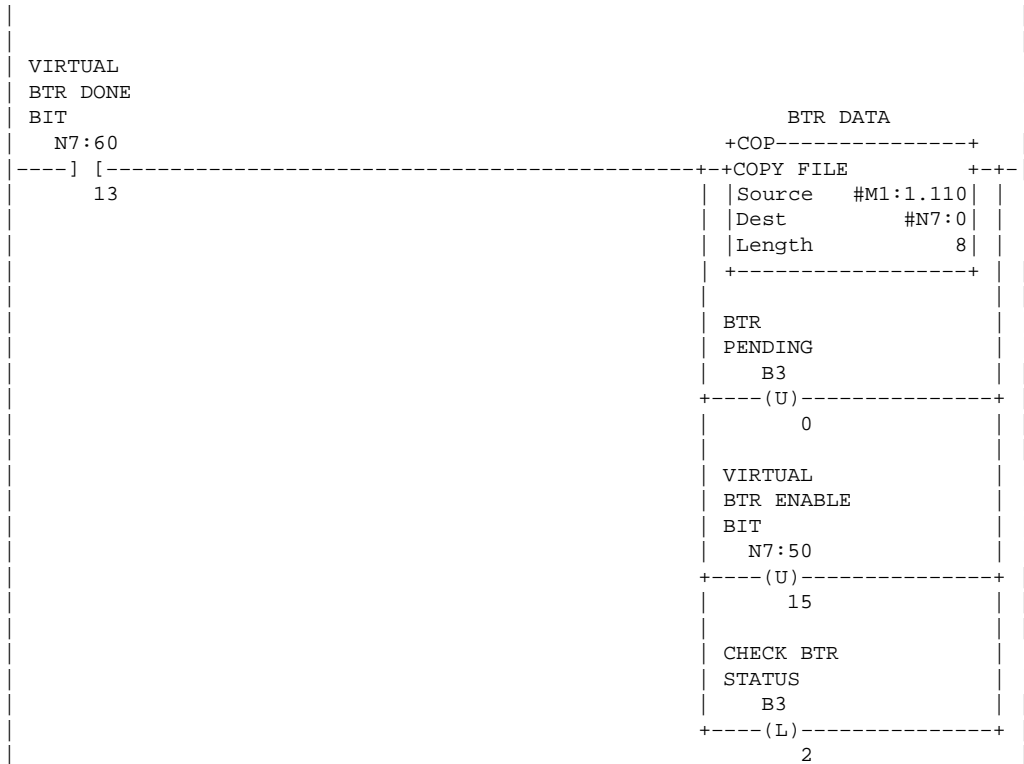 VIRTUAL
BTR DONE
BIT BTR DATA
N7:60 +COP---------------+
|----] [-----------------------------------------------+-+COPY FILE +-+-
13 | |Source #M1:1.110| |
| |Dest #N7:0| |
| |Length 8| |
| +-------------------+ |
BTR
PENDING
B3
+----(U)---------------+
0
VIRTUAL
BTR ENABLE
BIT
N7:50
+----(U)---------------+
15
CHECK BTR
STATUS
B3
+----(L)---------------+
2